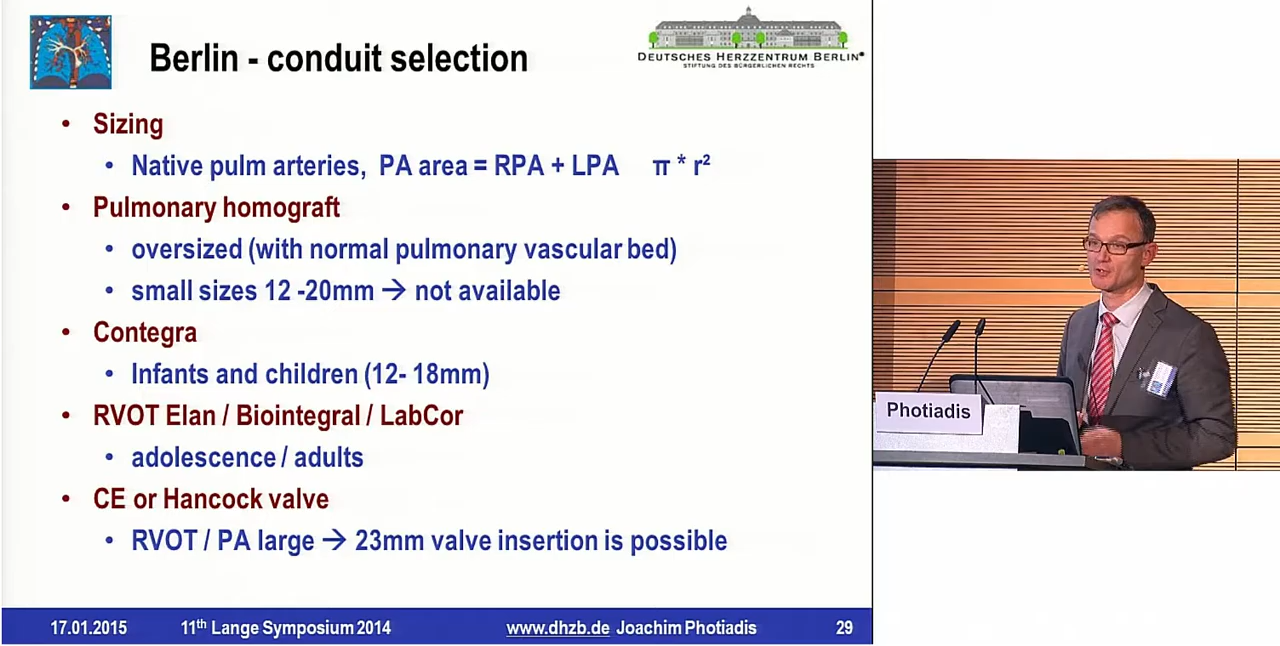 Berlin - conduit selection
DEUTSCHES HERZZENTRUM BERLIN
STIFTUNG DES BÜRGERLICHEN RECHTS
• Sizing
• Native pulm arteries, PA area = RPA + LPA π * r²
• Pulmonary homograft
• oversized (with normal pulmonary vascular bed)
• small sizes 12 -20mm → not available
• Contegra
• Infants and children (12- 18mm)
• RVOT Elan / Biointegral / LabCor
• adolescence / adults
• CE or Hancock valve
• RVOT / PA large → 23mm valve insertion is possible
17.01.2015 11th Lange Symposium 2014 www.dhzb.de Joachim Photiadis 29
Photiadis